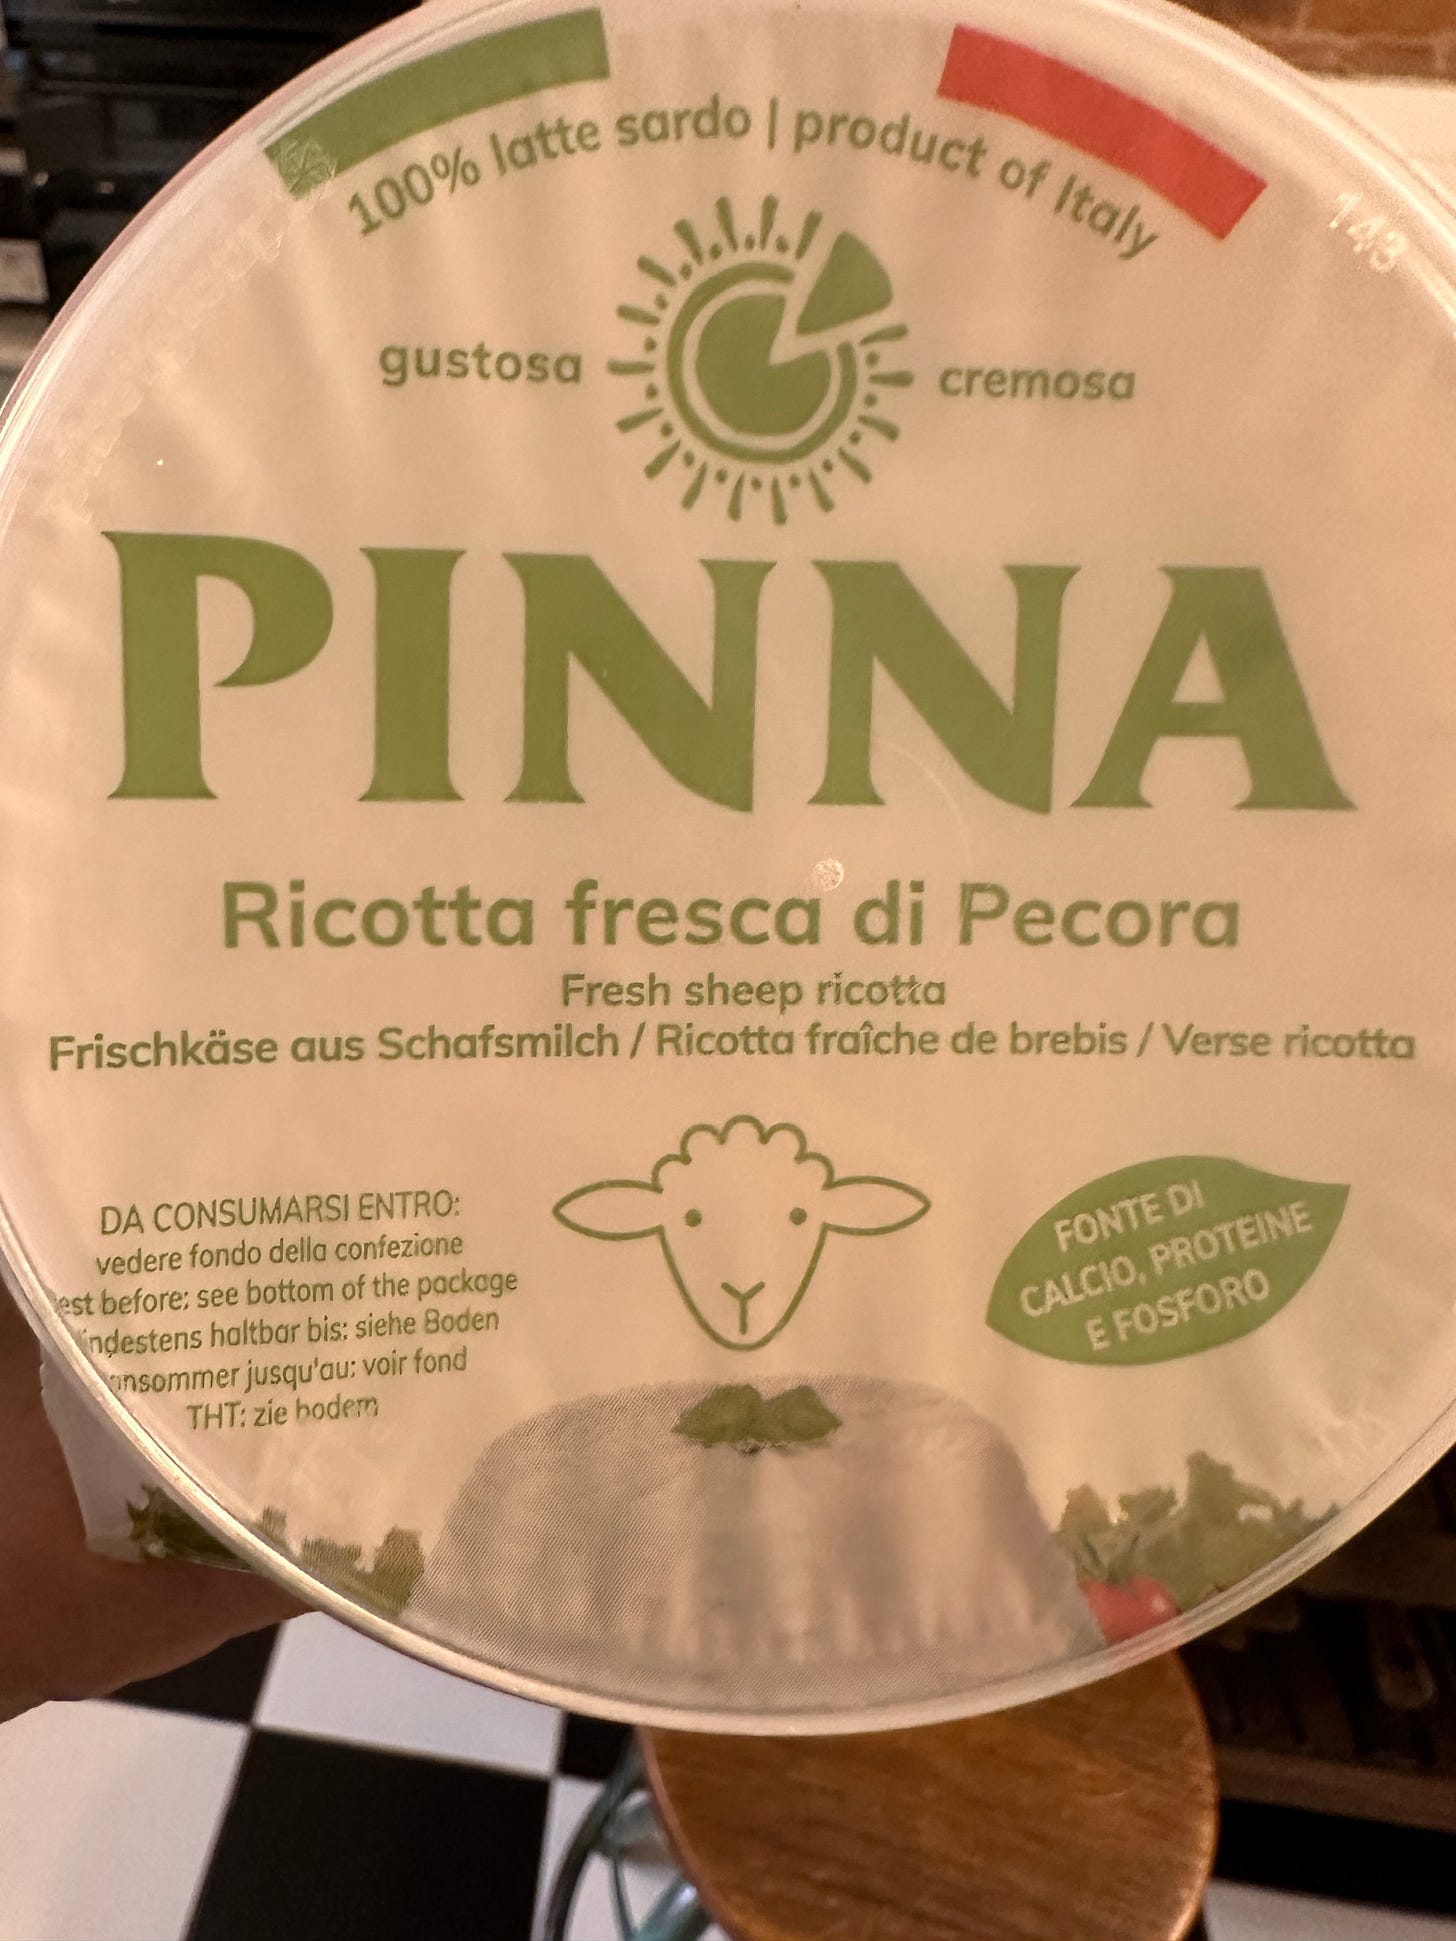 100% latte sardo | product of Italy
143
gustosa cremosa
PINNA
Ricotta fresca di Pecora
Fresh sheep ricotta
Frischkäse aus Schafsmilch / Ricotta fraîche de brebis / Verse ricotta
DA CONSUMARSI ENTRO:
vedere fondo della confezione
est before: see bottom of the package
indestens haltbar bis: siehe Boden
onsommer jusqu'au: voir fond
THT: zie bodem
FONTE DI
CALCIO, PROTEINE
E FOSFORO